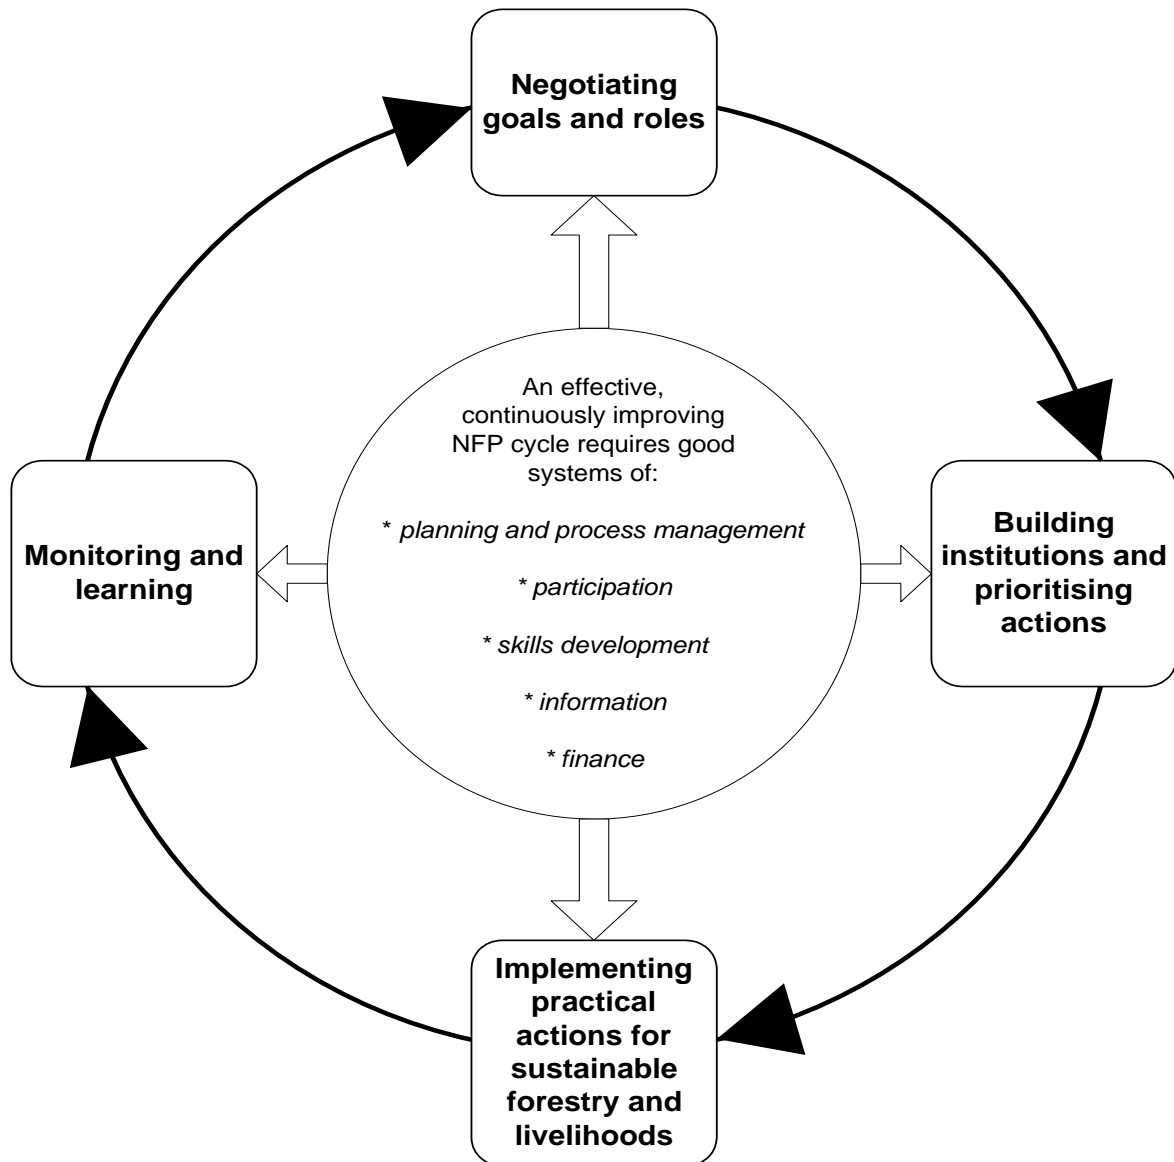 Negotiating
goals and roles
An effective,
continuously improving
NFP cycle requires good
systems of:
* planning and process management
* participation
* skills development
* information
* finance
Monitoring and
learning
Building
institutions and
prioritising
actions
Implementing
practical
actions for
sustainable
forestry and
livelihoods